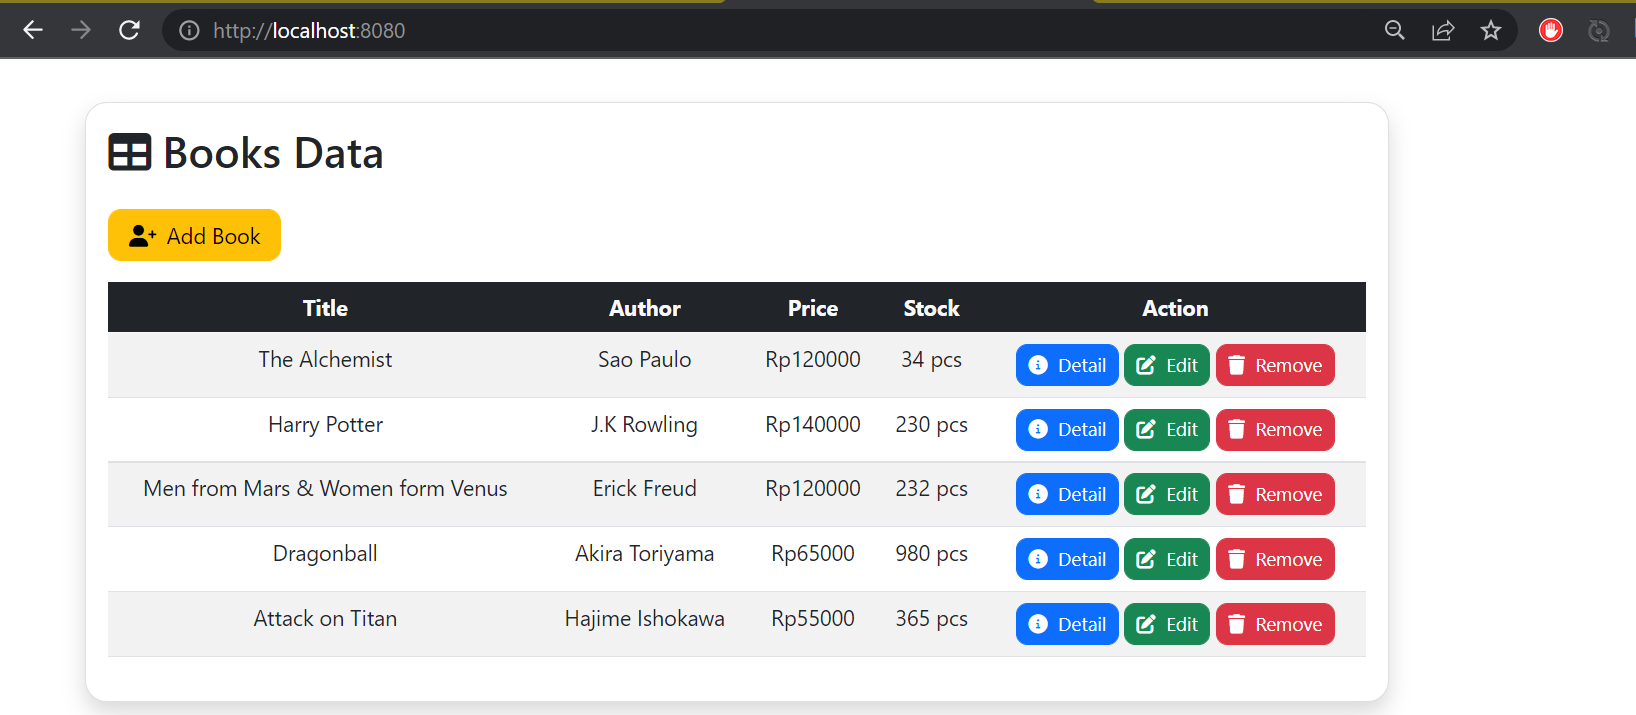 http://localhost:8080
Books Data
Add Book
Title Author Price Stock Action
The Alchemist Sao Paulo Rp120000 34 pcs Detail Edit Remove
Harry Potter J.K Rowling Rp140000 230 pcs Detail Edit Remove
Men from Mars & Women form Venus Erick Freud Rp120000 232 pcs Detail Edit Remove
Dragonball Akira Toriyama Rp65000 980 pcs Detail Edit Remove
Attack on Titan Hajime Ishokawa Rp55000 365 pcs Detail Edit Remove